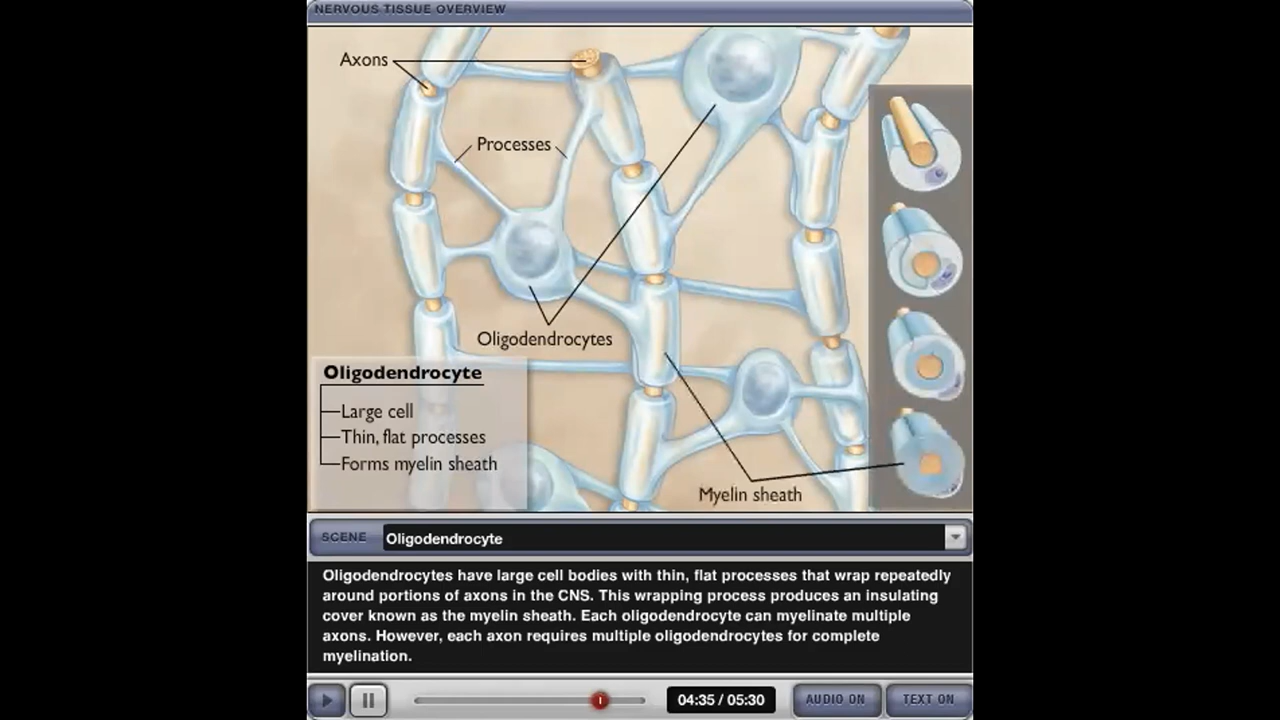 NERVOUS TISSUE OVERVIEW
Axons
Processes
Oligodendrocytes
Oligodendrocyte
Large cell
Thin, flat processes
Forms myelin sheath
Myelin sheath
SCENE
Oligodendrocyte
Oligodendrocytes have large cell bodies with thin, flat processes that wrap repeatedly
around portions of axons in the CNS. This wrapping process produces an insulating
cover known as the myelin sheath. Each oligodendrocyte can myelinate multiple
axons. However, each axon requires multiple oligodendrocytes for complete
myelination.
04:35 / 05:30
AUDIO ON
TEXT ON